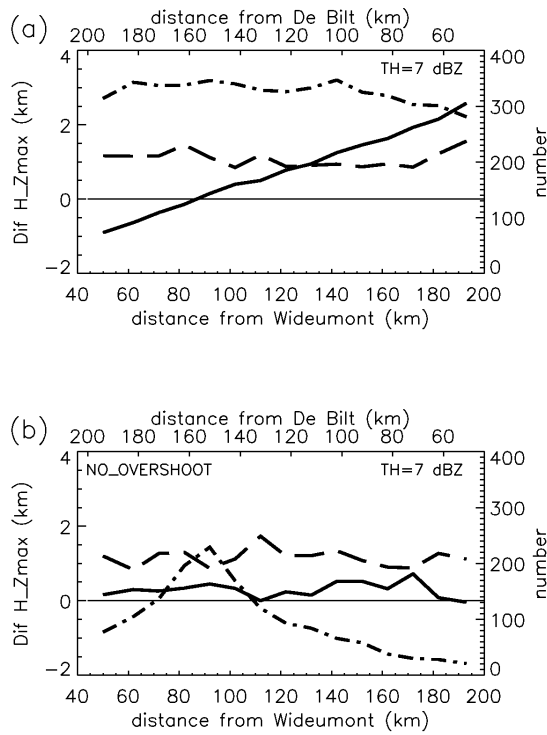 (a)
distance from De Bilt (km)
200 180 160 140 120 100 80 60
TH=7 dBZ
Dif H_Zmax (km)
4
2
0
−2
400
300
200
100
0
number
40 60 80 100 120 140 160 180 200
distance from Wideumont (km)
(b)
distance from De Bilt (km)
200 180 160 140 120 100 80 60
NO_OVERSHOOT TH=7 dBZ
Dif H_Zmax (km)
4
2
0
−2
400
300
200
100
0
number
40 60 80 100 120 140 160 180 200
distance from Wideumont (km)